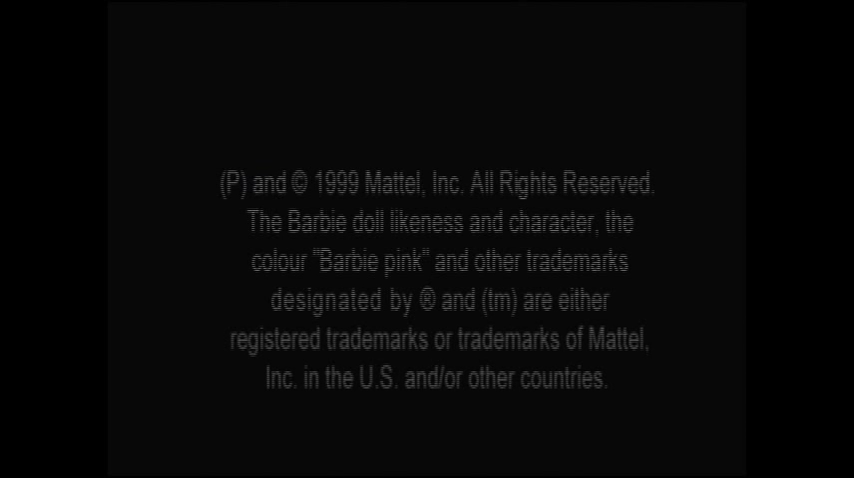 (P) and © 1999 Mattel, Inc. All Rights Reserved.
The Barbie doll likeness and character, the
colour "Barbie pink" and other trademarks
designated by ® and (tm) are either
registered trademarks or trademarks of Mattel,
Inc. in the U.S. and/or other countries.